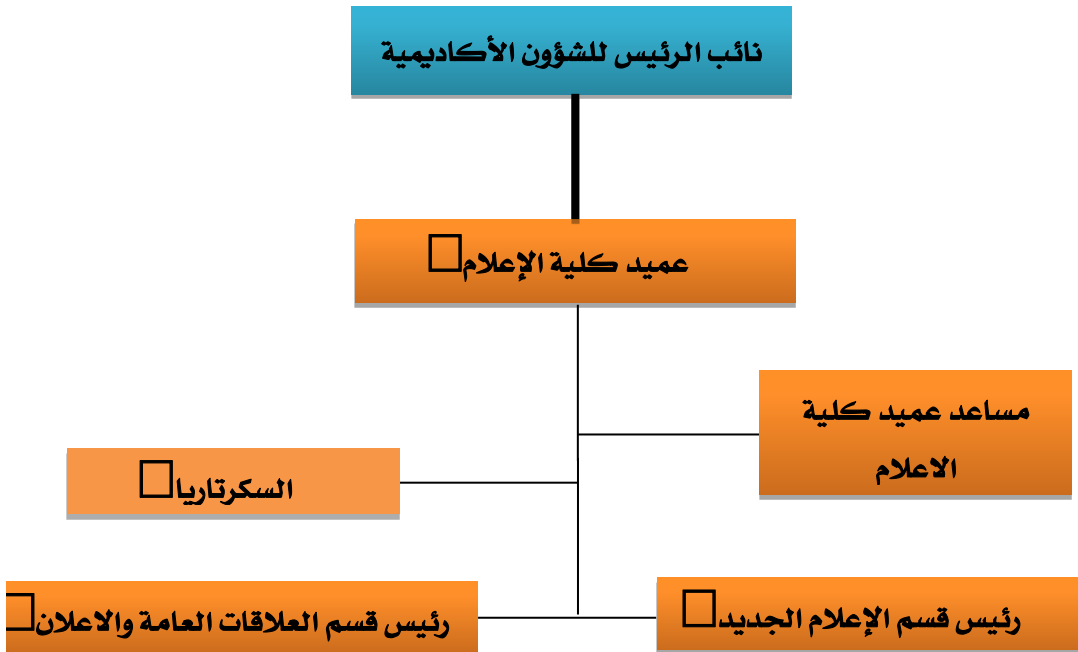 نائب الرئيس للشؤون الأكاديمية
عميد كلية الإعلام
مساعد عميد كلية
الاعلام
السكرتاريا
رئيس قسم الإعلام الجديد
رئيس قسم العلاقات العامة والاعلان